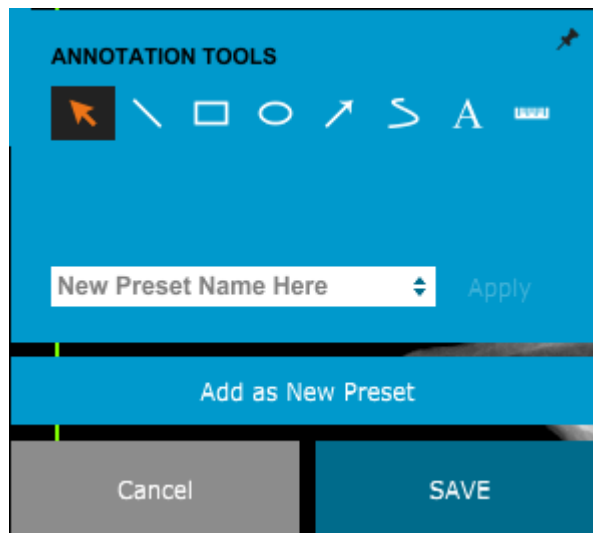 ANNOTATION TOOLS
A
New Preset Name Here
Apply
Add as New Preset
Cancel
SAVE